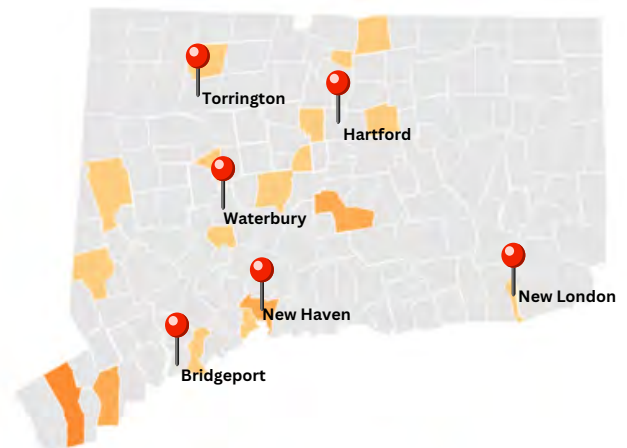 Torrington
Hartford
Waterbury
New London
New Haven
Bridgeport